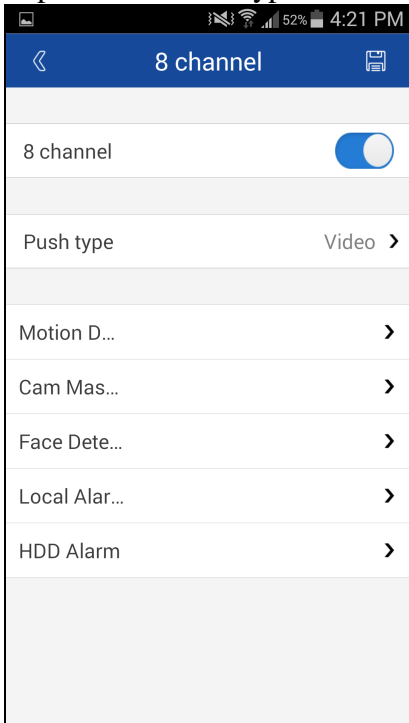 52% 4:21 PM
8 channel
8 channel
Push type Video
Motion D...
Cam Mas...
Face Dete...
Local Alar...
HDD Alarm